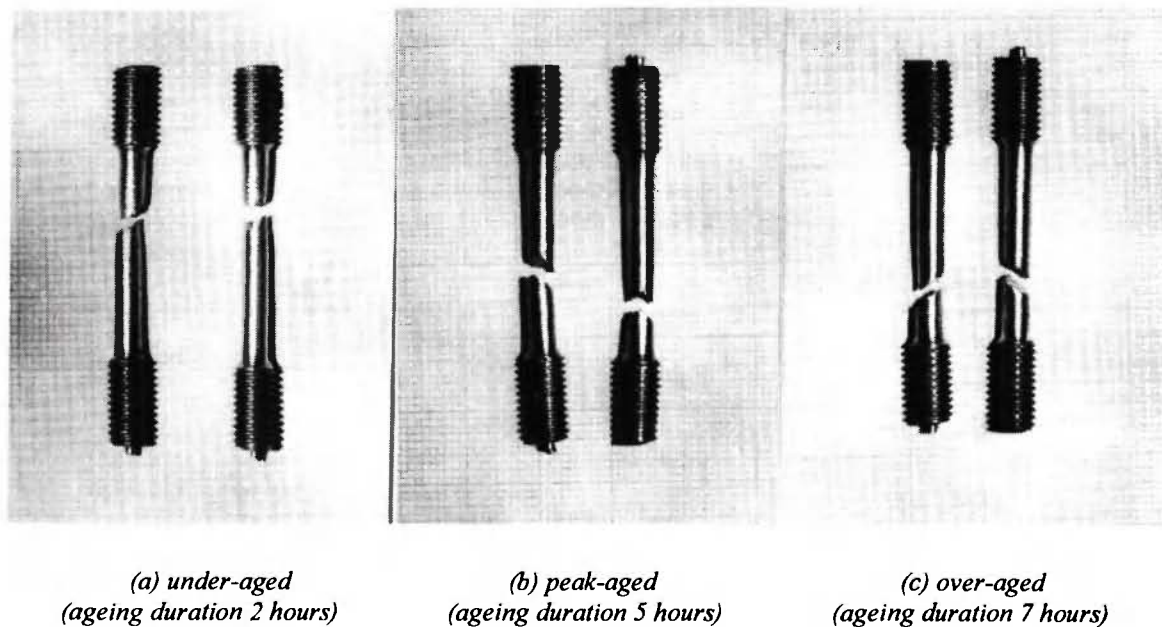 (a) under-aged
(ageing duration 2 hours)
(b) peak-aged
(ageing duration 5 hours)
(c) over-aged
(ageing duration 7 hours)